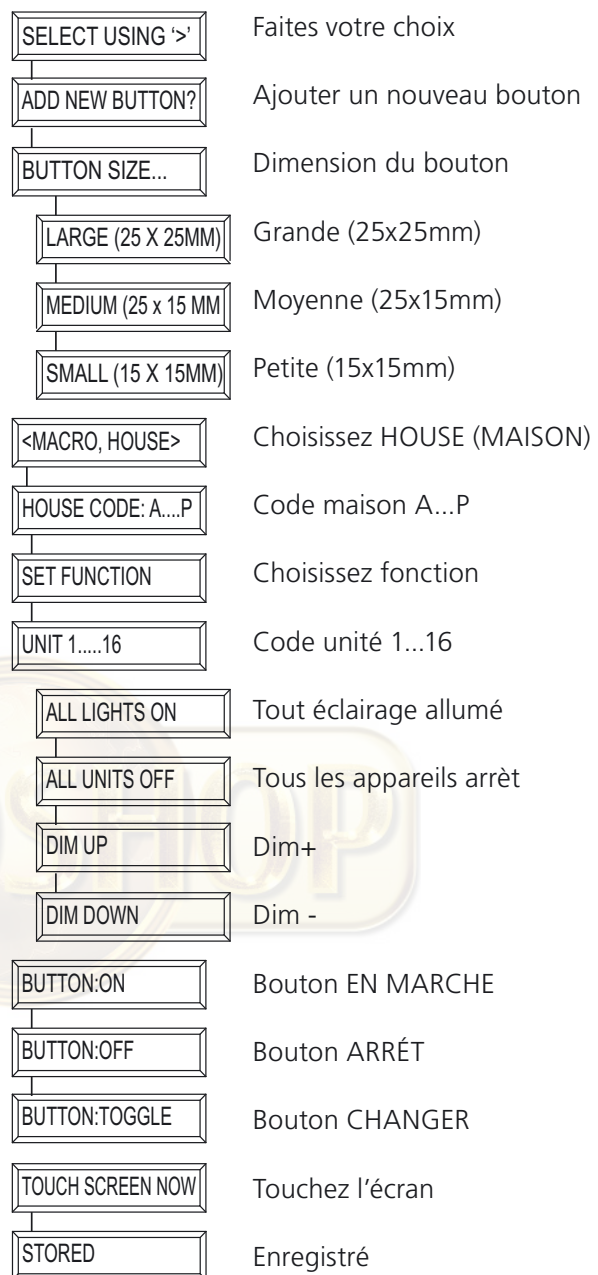 SELECT USING ‘>’ Faites votre choix
ADD NEW BUTTON? Ajouter un nouveau bouton
BUTTON SIZE... Dimension du bouton
LARGE (25 X 25MM) Grande (25x25mm)
MEDIUM (25 x 15 MM Moyenne (25x15mm)
SMALL (15 X 15MM) Petite (15x15mm)
<MACRO, HOUSE> Choisissez HOUSE (MAISON)
HOUSE CODE: A....P Code maison A...P
SET FUNCTION Choisissez fonction
UNIT 1.....16 Code unité 1...16
ALL LIGHTS ON Tout éclairage allumé
ALL UNITS OFF Tous les appareils arrèt
DIM UP Dim+
DIM DOWN Dim -
BUTTON:ON Bouton EN MARCHE
BUTTON:OFF Bouton ARRÉT
BUTTON:TOGGLE Bouton CHANGER
TOUCH SCREEN NOW Touchez l’écran
STORED Enregistré
SHOP